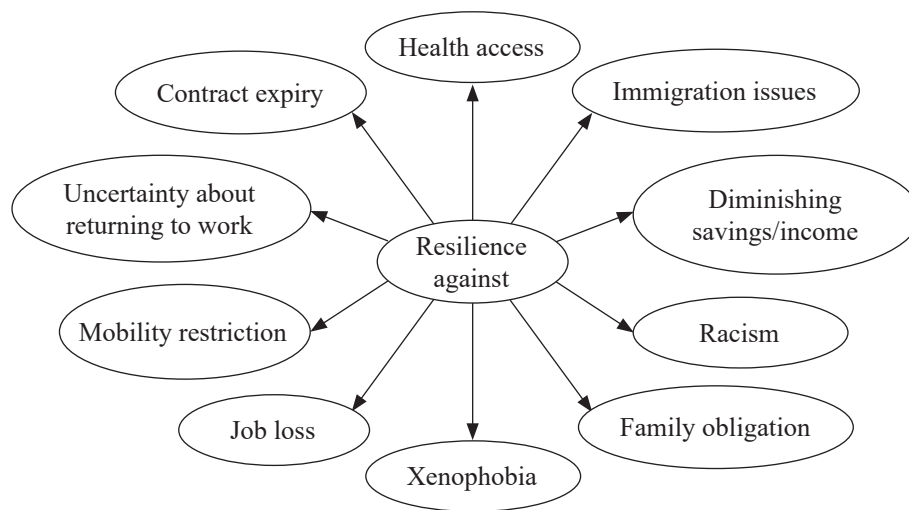 Health access
Contract expiry
Immigration issues
Uncertainty about
returning to work
Diminishing
savings/income
Resilience
against
Mobility restriction
Racism
Job loss
Family obligation
Xenophobia